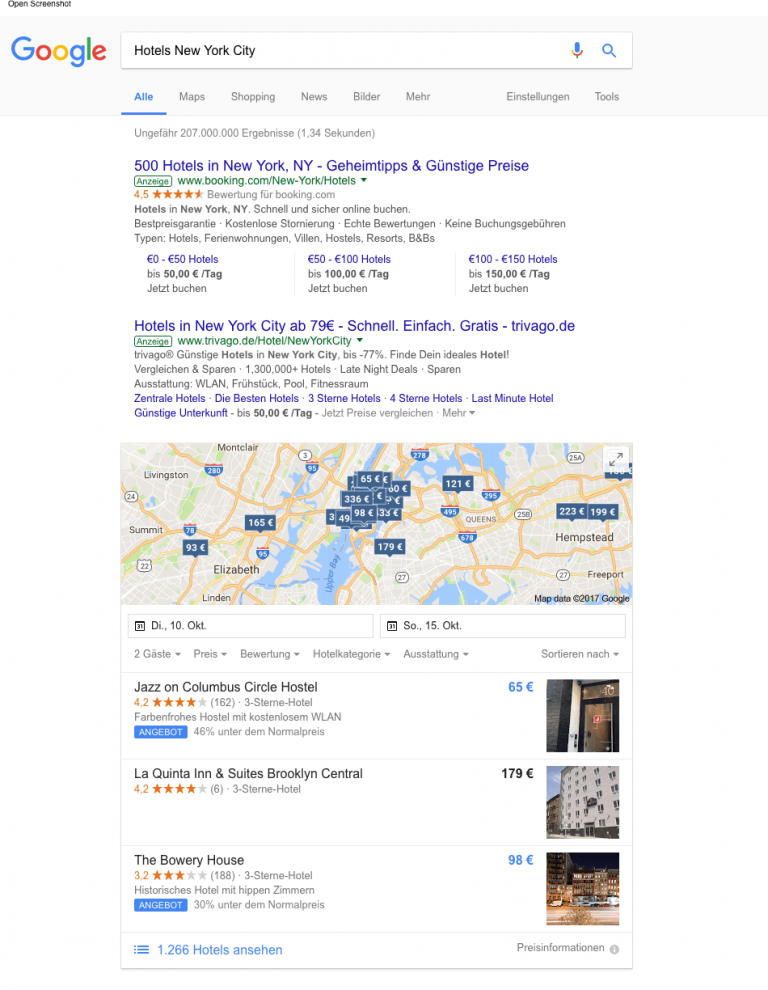 Open Screenshot
Google
Hotels New York City
Alle Maps Shopping News Bilder Mehr Einstellungen Tools
Ungefähr 207.000.000 Ergebnisse (1,34 Sekunden)
500 Hotels in New York, NY - Geheimtipps & Günstige Preise
Anzeige www.booking.com/New-York/Hotels
4,5 Bewertung für booking.com
Hotels in New York, NY. Schnell und sicher online buchen.
Bestpreisgarantie · Kostenlose Stornierung · Echte Bewertungen · Keine Buchungsgebühren
Typen: Hotels, Ferienwohnungen, Villen, Hostels, Resorts, B&Bs
€0 - €50 Hotels €50 - €100 Hotels €100 - €150 Hotels
bis 50,00 € /Tag bis 100,00 € /Tag bis 150,00 € /Tag
Jetzt buchen Jetzt buchen Jetzt buchen
Hotels in New York City ab 79€ - Schnell. Einfach. Gratis - trivago.de
Anzeige www.trivago.de/Hotel/NewYorkCity
trivago® Günstige Hotels in New York City, bis -77%. Finde Dein ideales Hotel!
Vergleichen & Sparen · 1,300,000+ Hotels · Late Night Deals · Sparen
Ausstattung: WLAN, Frühstück, Pool, Fitnessraum
Zentrale Hotels · Die Besten Hotels · 3 Sterne Hotels · 4 Sterne Hotels · Last Minute Hotel
Günstige Unterkunft - bis 50,00 € /Tag - Jetzt Preise vergleichen · Mehr
Montclair 3 278
Livingston 280 95 25A
65 € 121 €
24 336 € 295
165 € 98 € 495 QUEENS 25B 223 € 199 €
Summit 78 678 Hempstead
93 € 95 179 €
22 Elizabeth Upper Bay 27 27 Freeport
Linden Map data ©2017 Google
Di., 10. Okt. So., 15. Okt.
2 Gäste Preis Bewertung Hotelkategorie Ausstattung Sortieren nach
Jazz on Columbus Circle Hostel 65 €
4,2 (162) · 3-Sterne-Hotel
Farbenfrohes Hostel mit kostenlosem WLAN
ANGEBOT 46% unter dem Normalpreis
La Quinta Inn & Suites Brooklyn Central 179 €
4,2 (6) · 3-Sterne-Hotel
The Bowery House 98 €
3,2 (188) · 3-Sterne-Hotel
Historisches Hotel mit hippen Zimmern
ANGEBOT 30% unter dem Normalpreis
1.266 Hotels ansehen Preisinformationen